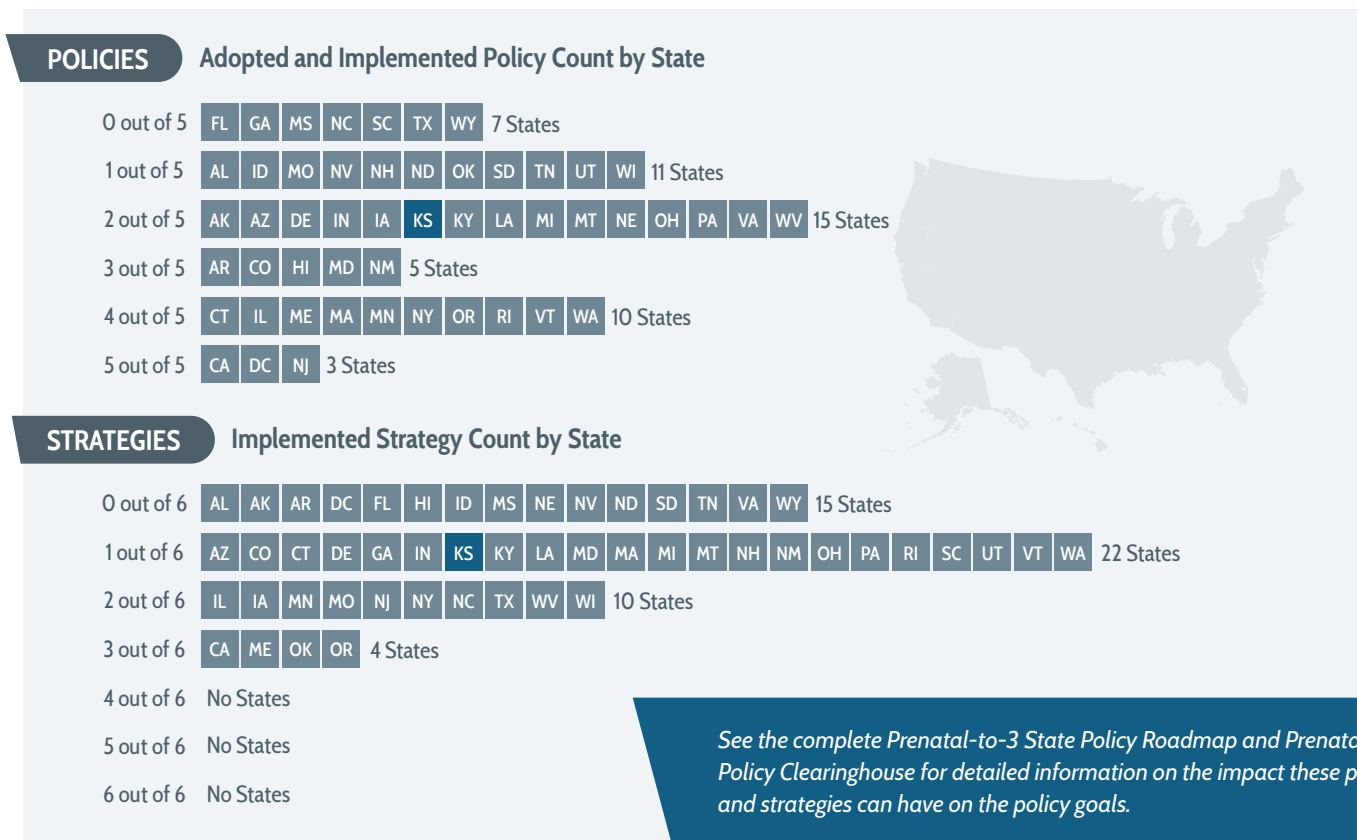 POLICIES Adopted and Implemented Policy Count by State
0 out of 5 FL GA MS NC SC TX WY 7 States
1 out of 5 AL ID MO NV NH ND OK SD TN UT WI 11 States
2 out of 5 AK AZ DE IN IA KS KY LA MI MT NE OH PA VA WV 15 States
3 out of 5 AR CO HI MD NM 5 States
4 out of 5 CT IL ME MA MN NY OR RI VT WA 10 States
5 out of 5 CA DC NJ 3 States
STRATEGIES Implemented Strategy Count by State
0 out of 6 AL AK AR DC FL HI ID MS NE NV ND SD TN VA WY 15 States
1 out of 6 AZ CO CT DE GA IN KS KY LA MD MA MI MT NH NM OH PA RI SC UT VT WA 22 States
2 out of 6 IL IA MN MO NJ NY NC TX WV WI 10 States
3 out of 6 CA ME OK OR 4 States
4 out of 6 No States
5 out of 6 No States
6 out of 6 No States
See the complete Prenatal-to-3 State Policy Roadmap and
Policy Clearinghouse for detailed information on the impact these
and strategies can have on the policy goals.